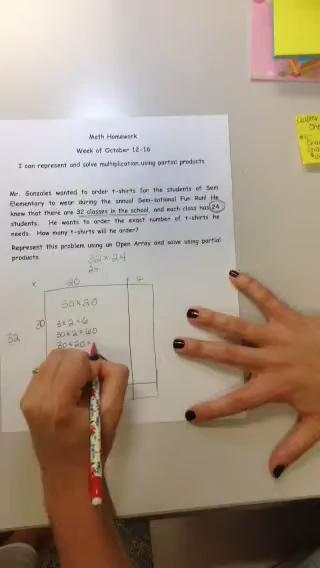 Math Homework
Week of October 12-16
I can represent and solve multiplication using partial products
Mr. Gonzales wanted to order t-shirts for the students of Sem
Elementary to wear during the annual Sem-sational Fun Run! He
knew that there are 32 classes in the school, and each class has 24
students. He wants to order the exact number of t-shirts he
needs. How many t-shirts will he order?
Represent this problem using an Open Array and solve using partial
products.
32 x 24
x 20 4
30 x 20
30
3 x 2 = 6
32
30 x 2 = 60
30 x 20 =